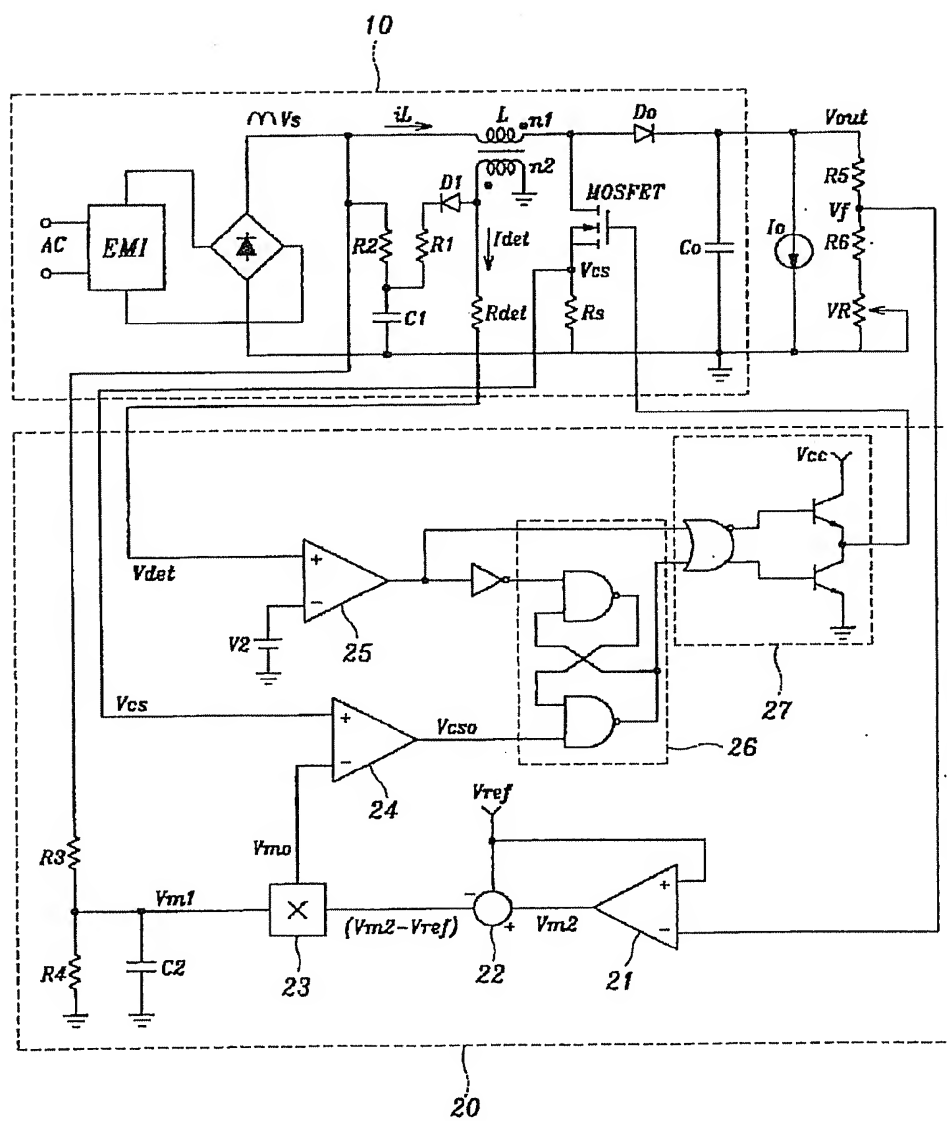 10
Vs
iL
L
n1
Do
Vout
n2
D1
MOSFET
R5
Vf
AC
EMI
R2
R1
Idet
Co
Io
R6
Vcs
C1
Rdet
Rs
VR
Vcc
Vdet
+
−
25
V2
27
Vcs
+
−
Vcso
26
24
Vref
R3
Vmo
Vm1
×
−
+
(Vm2−Vref)
Vm2
+
−
22
21
R4
C2
23
20